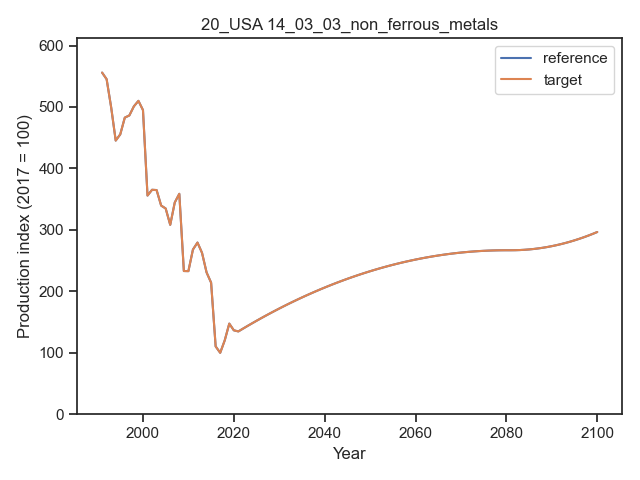 20_USA 14_03_03_non_ferrous_metals
600
500
400
300
200
100
0
Production index (2017 = 100)
reference
target
2000 2020 2040 2060 2080 2100
Year